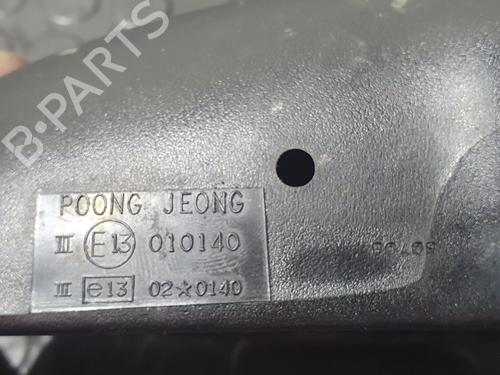 B-PARTS
POONG JEONG
III E13 010140
III e13 02★0140